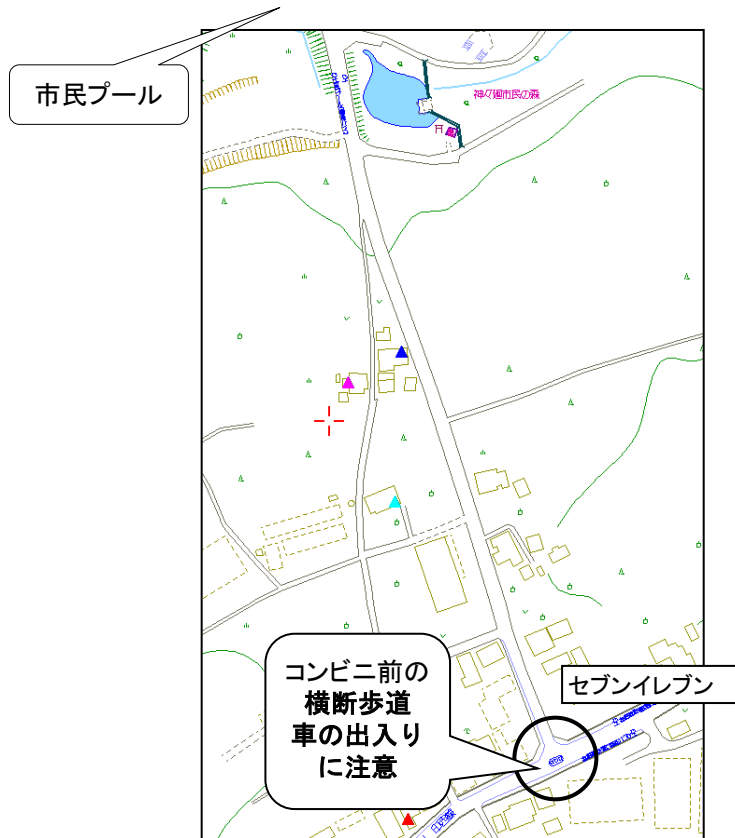 市民プール
神々廻市民の森
コンビニ前の
横断歩道
車の出入り
に注意
セブンイレブン